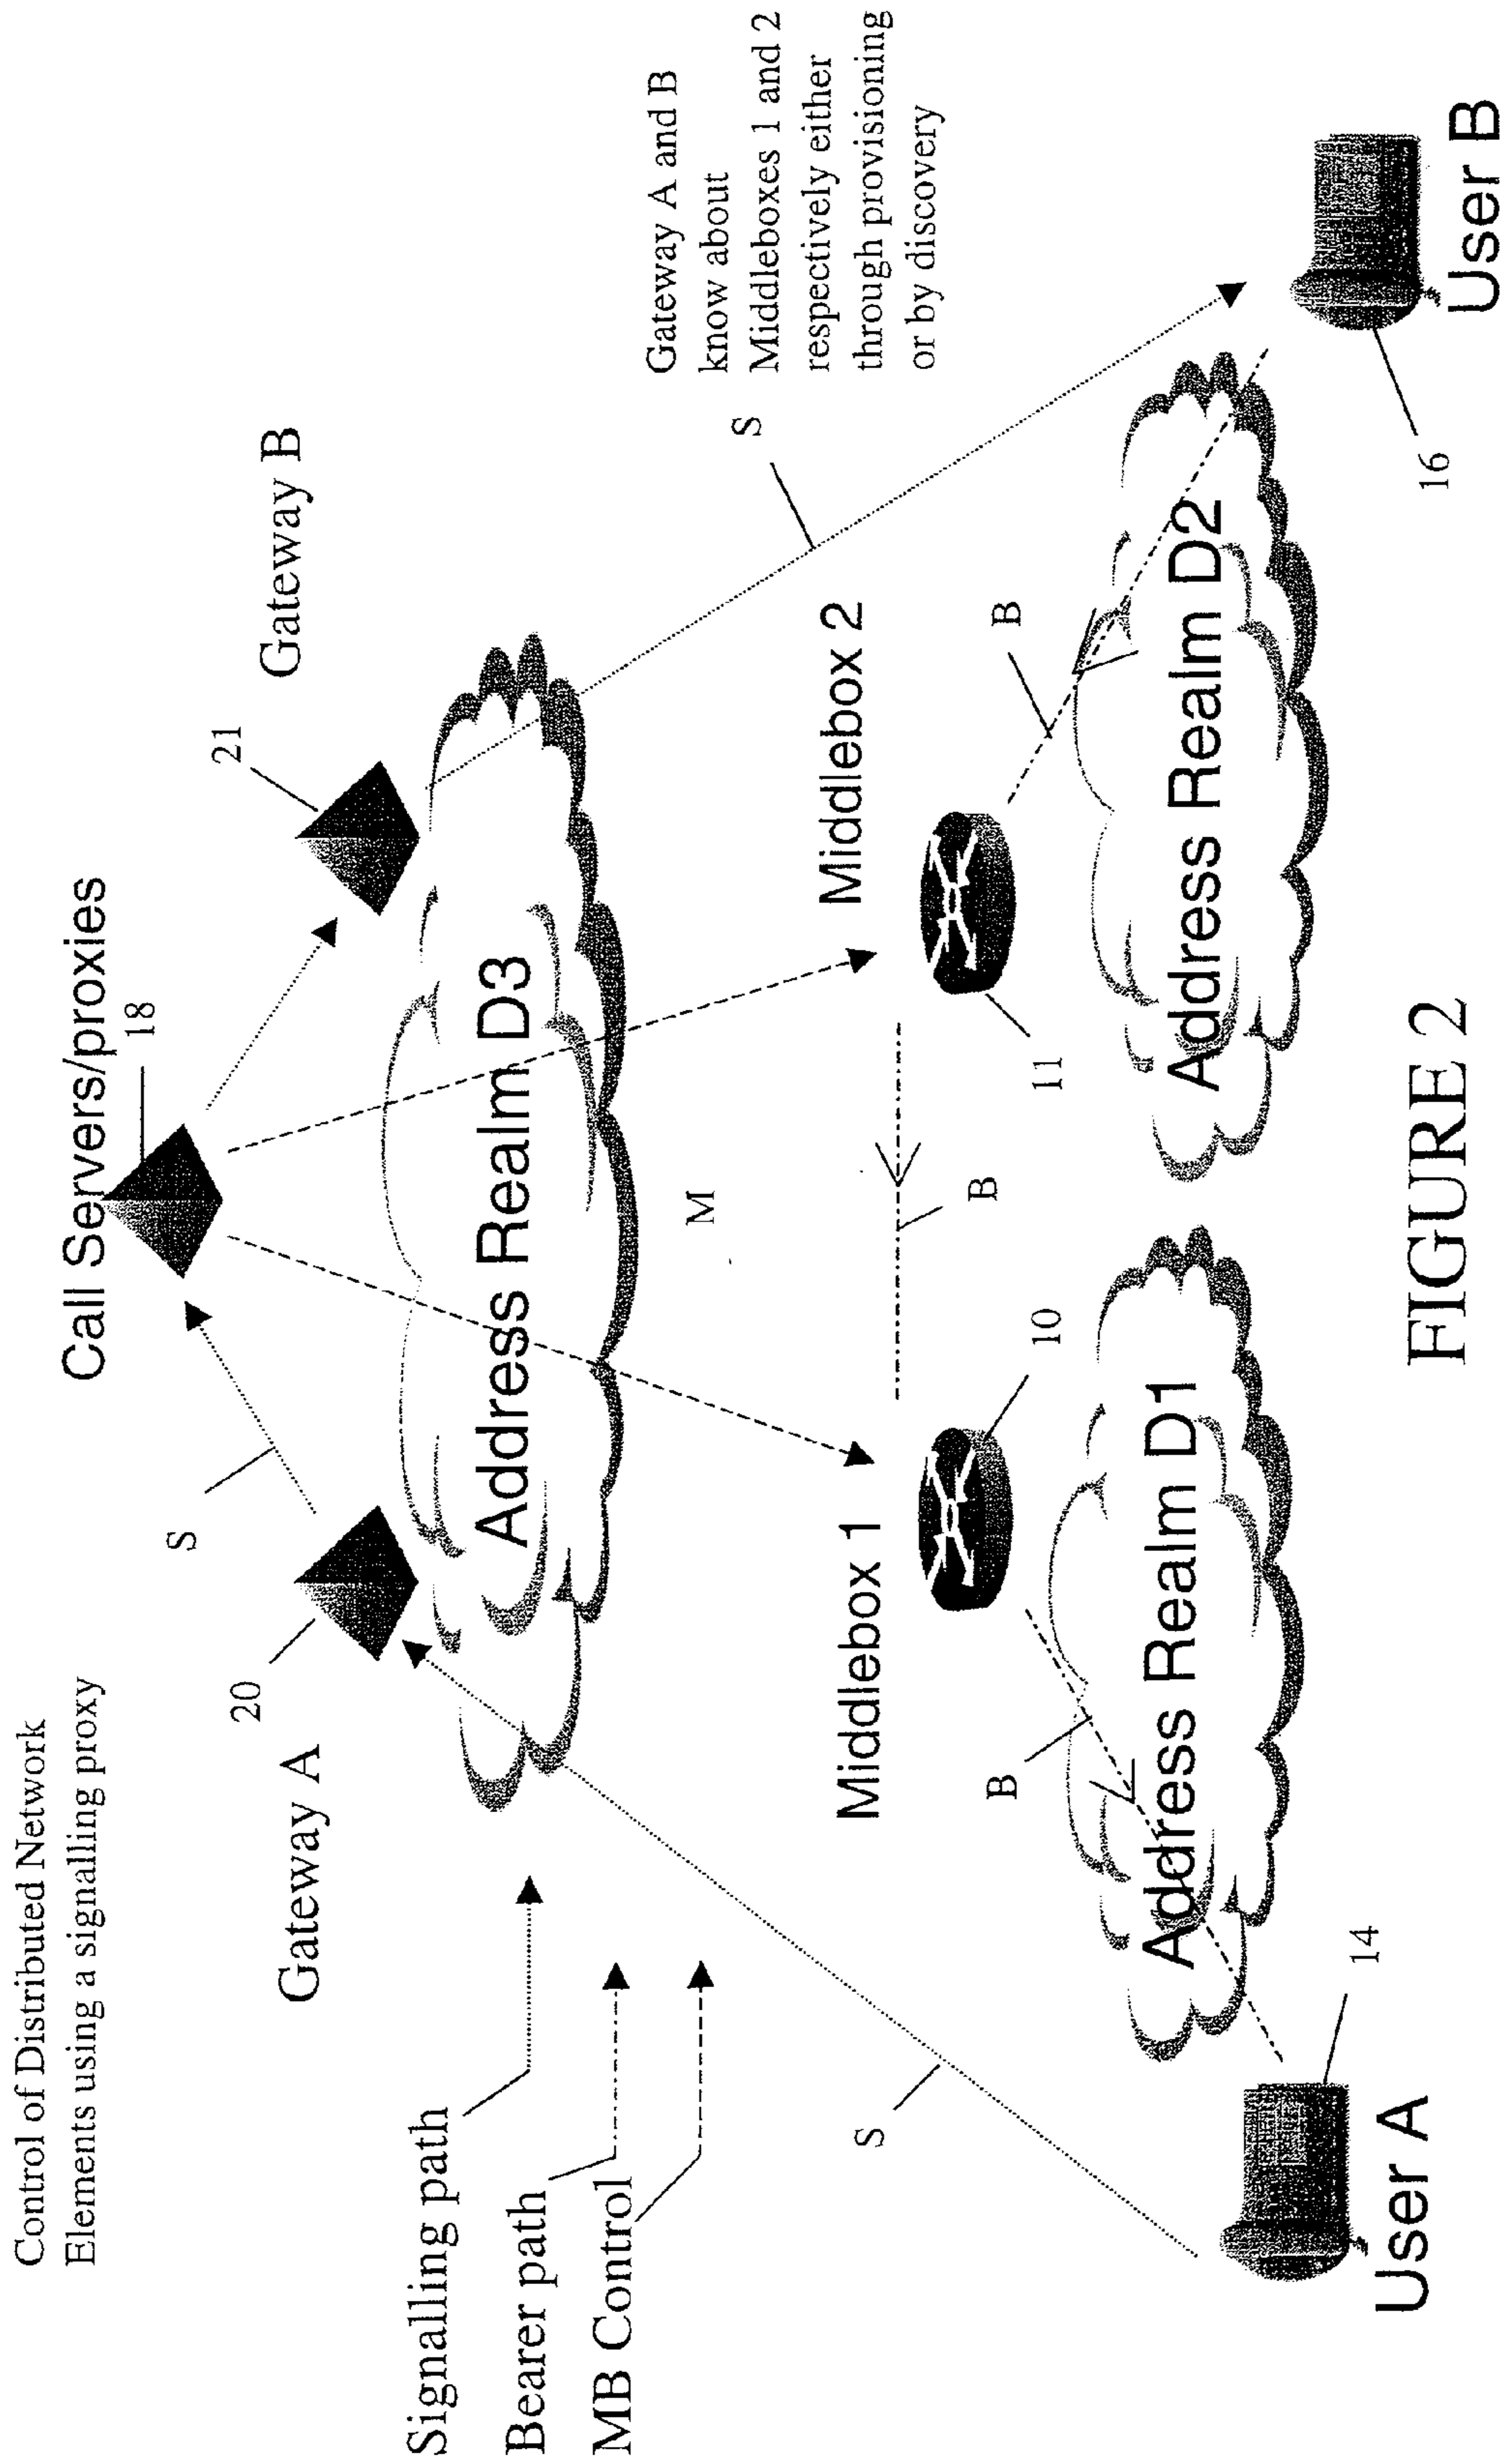 Control of Distributed Network
Elements using a signalling proxy
Call Servers/proxies
18
S
20
Gateway A
21
Gateway B
Signalling path
Bearer path
MB Control
Address Realm D3
Gateway A and B
know about
Middleboxes 1 and 2
respectively either
through provisioning
or by discovery
S
M
S
Middlebox 1
Middlebox 2
10
11
B
B
B
Address Realm D1
Address Realm D2
14
16
User A
User B
FIGURE 2